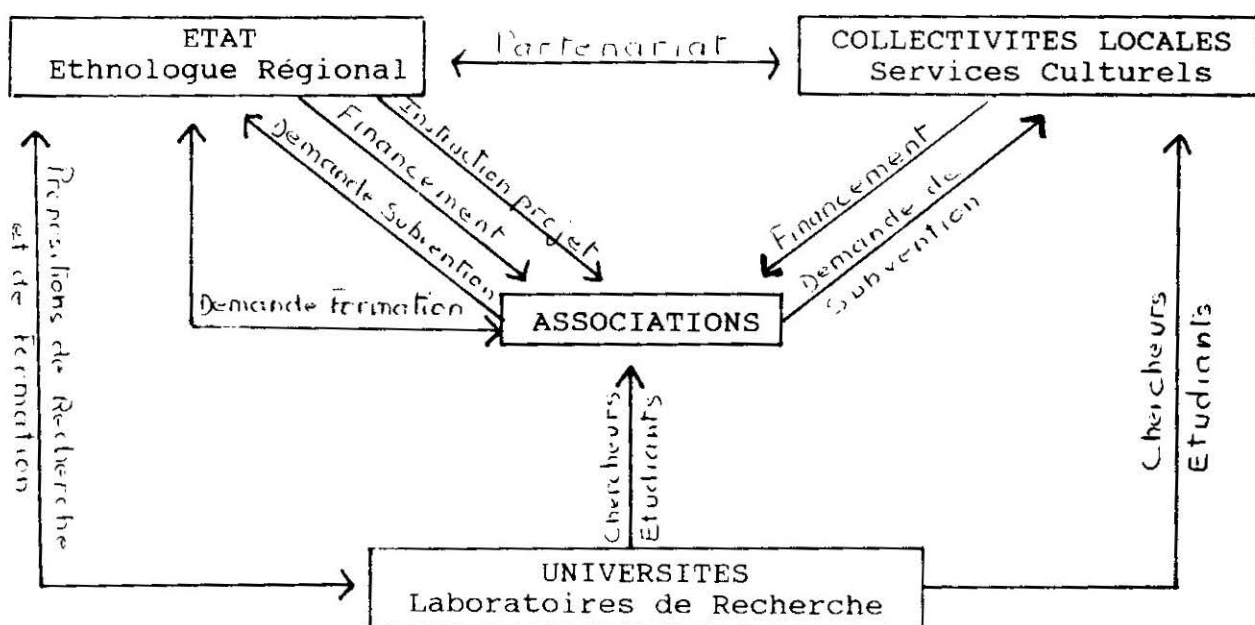 ETAT
Ethnologue Régional
Partenariat
COLLECTIVITES LOCALES
Services Culturels
Instruction projet
Financement
Demande Subvention
Demande Formation
Financement
Demande de
Subvention
ASSOCIATIONS
Propositions de Recherche
et de Formation
Chercheurs
Etudiants
Chercheurs
Etudiants
UNIVERSITES
Laboratoires de Recherche